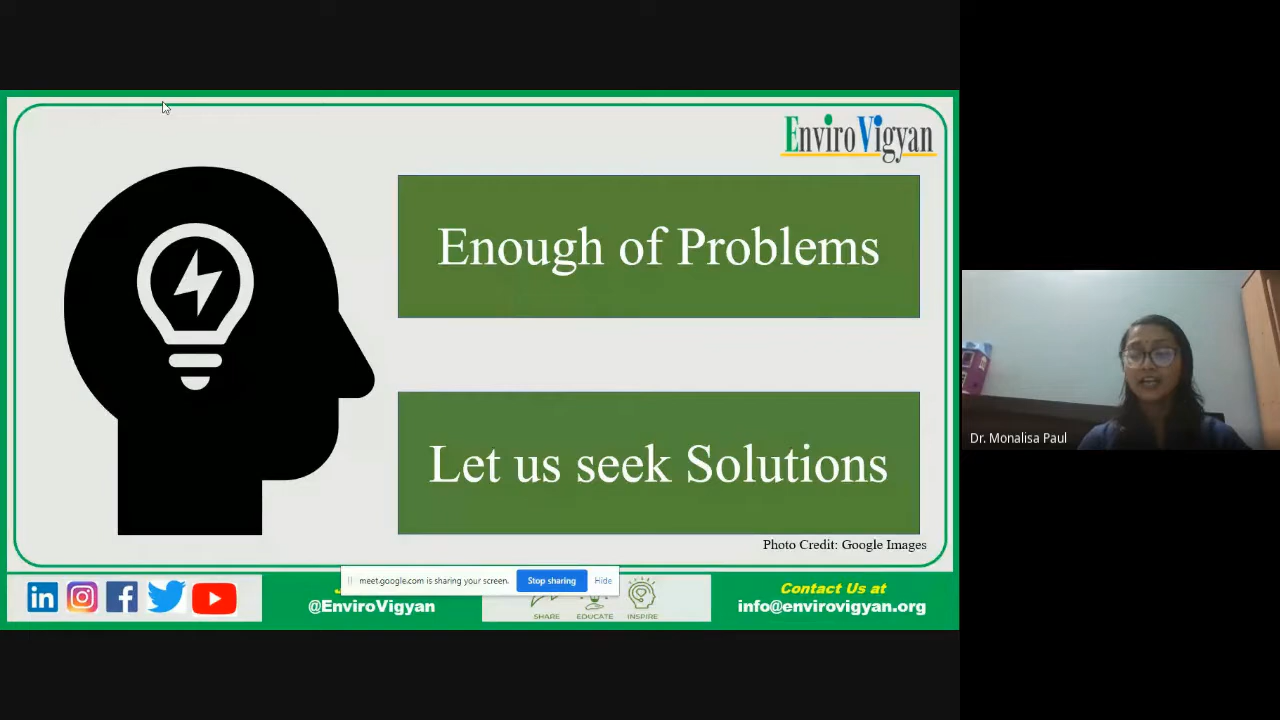 EnviroVigyan
Enough of Problems
Let us seek Solutions
Photo Credit: Google Images
Dr. Monalisa Paul
meet.google.com is sharing your screen.
Stop sharing
Hide
@EnviroVigyan
SHARE
EDUCATE
INSPIRE
Contact Us at
info@envirovigyan.org